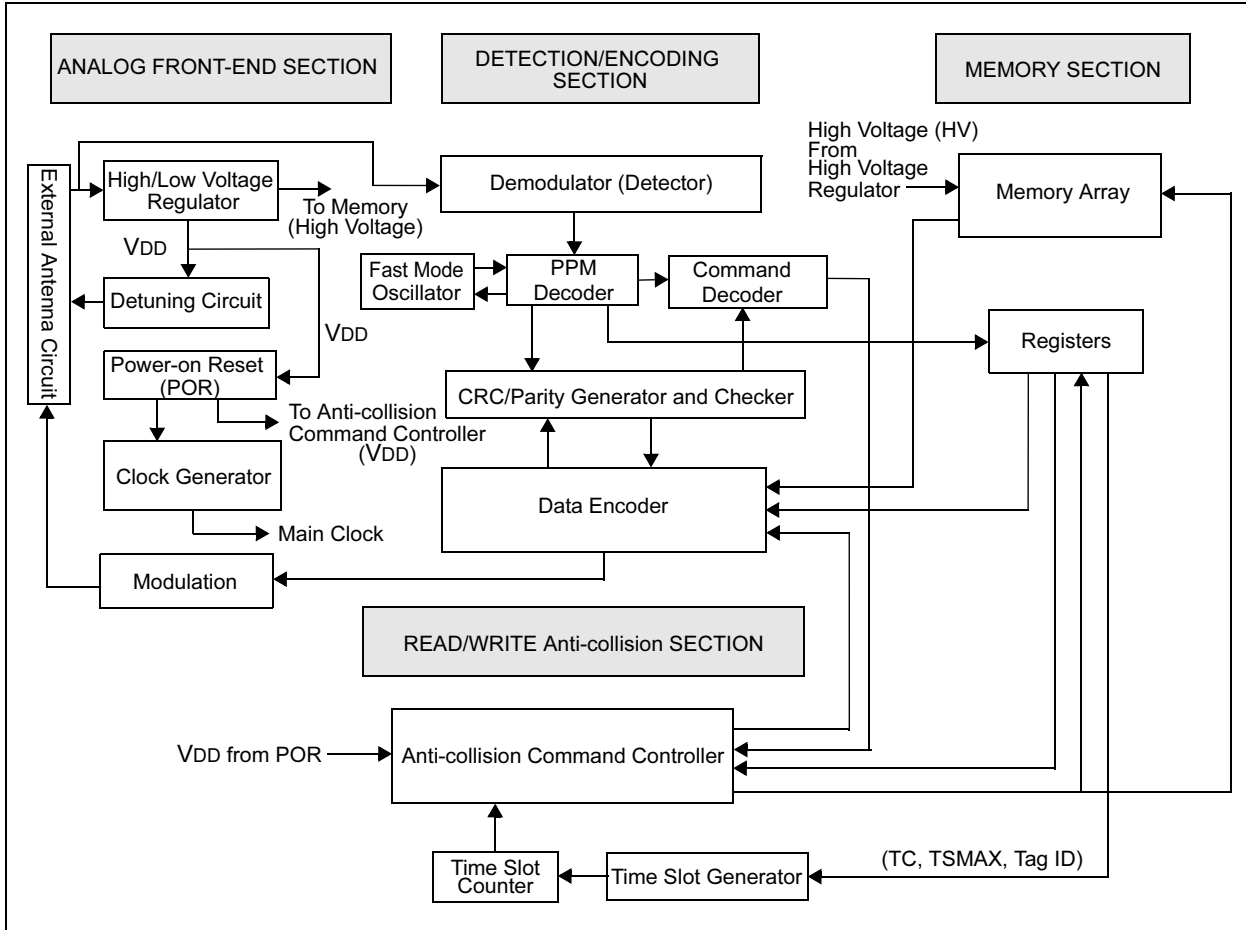 ANALOG FRONT-END SECTION
DETECTION/ENCODING
SECTION
MEMORY SECTION
External Antenna Circuit
High/Low Voltage
Regulator
To Memory
(High Voltage)
VDD
Detuning Circuit
VDD
Power-on Reset
(POR)
To Anti-collision
Command Controller
(VDD)
Clock Generator
Main Clock
Modulation
Demodulator (Detector)
Fast Mode
Oscillator
PPM
Decoder
Command
Decoder
CRC/Parity Generator and Checker
Data Encoder
High Voltage (HV)
From
High Voltage
Regulator
Memory Array
Registers
READ/WRITE Anti-collision SECTION
VDD from POR
Anti-collision Command Controller
Time Slot
Counter
Time Slot Generator
(TC, TSMAX, Tag ID)